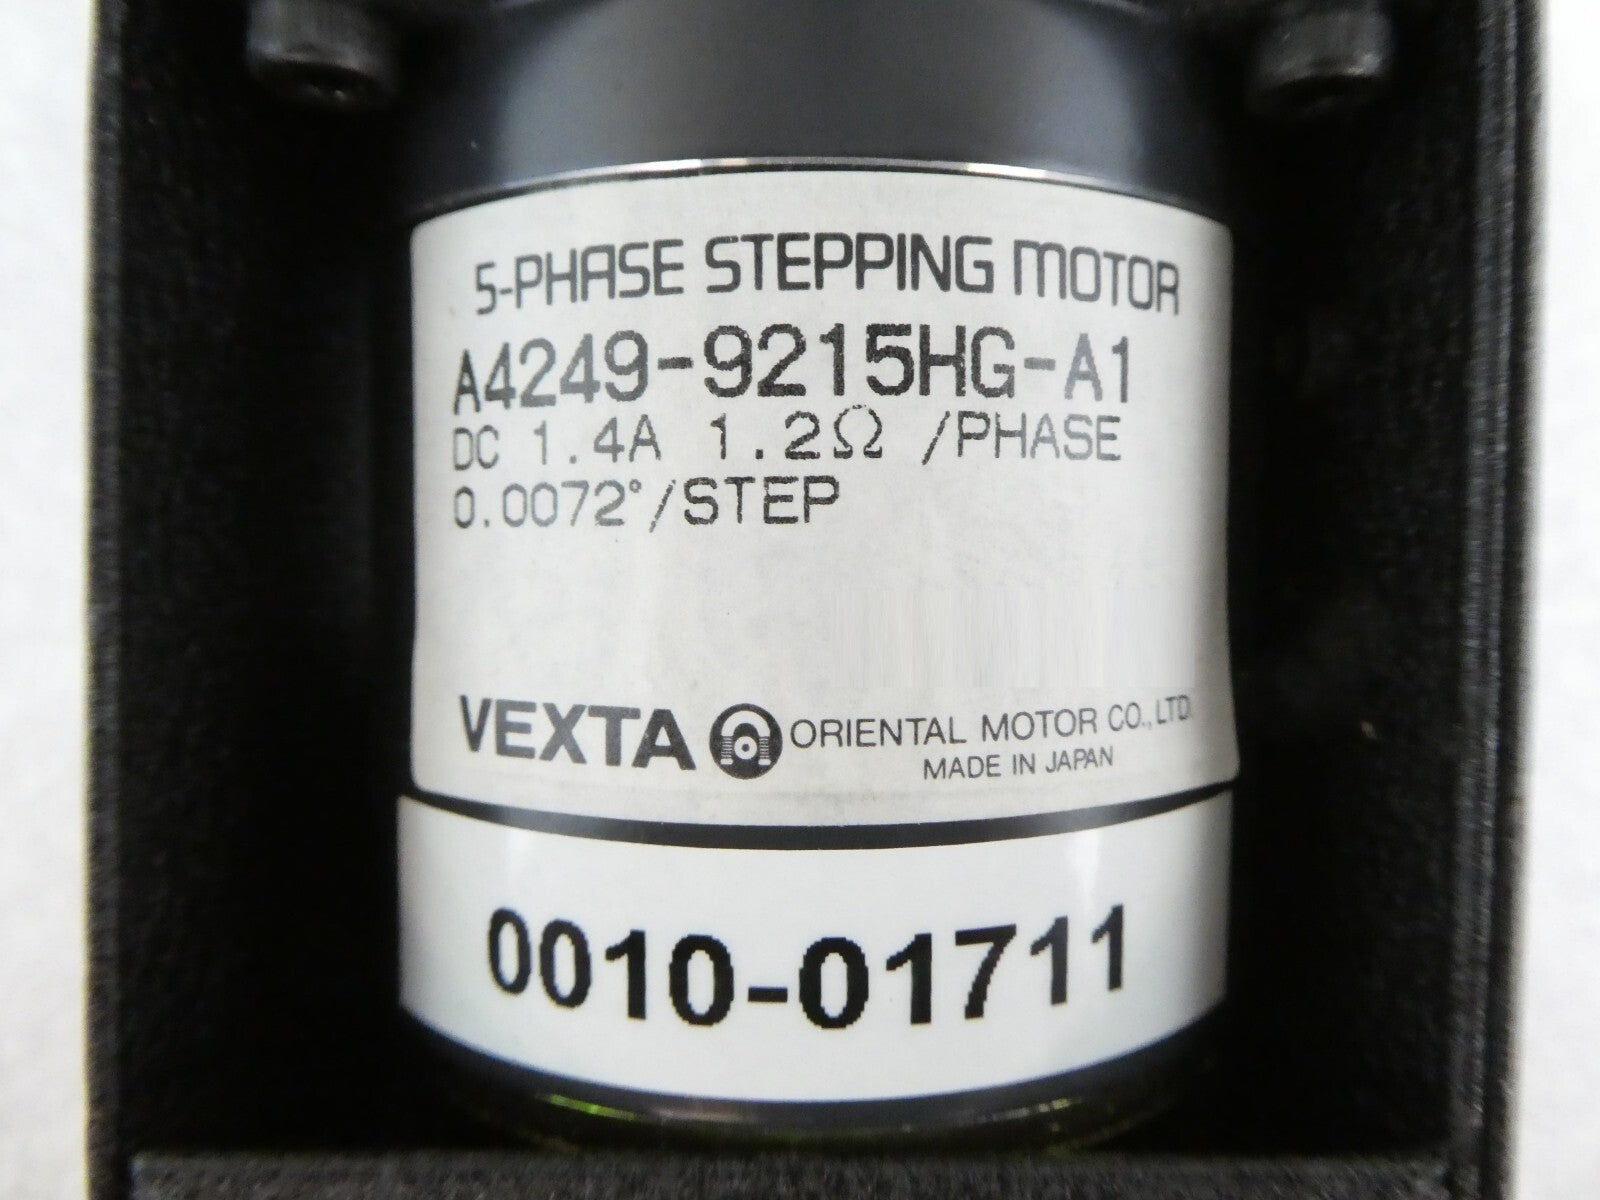 5-PHASE STEPPING MOTOR
A4249-9215HG-A1
DC 1.4A 1.2Ω /PHASE
0.0072°/STEP
VEXTA ORIENTAL MOTOR CO., LTD.
MADE IN JAPAN
0010-01711